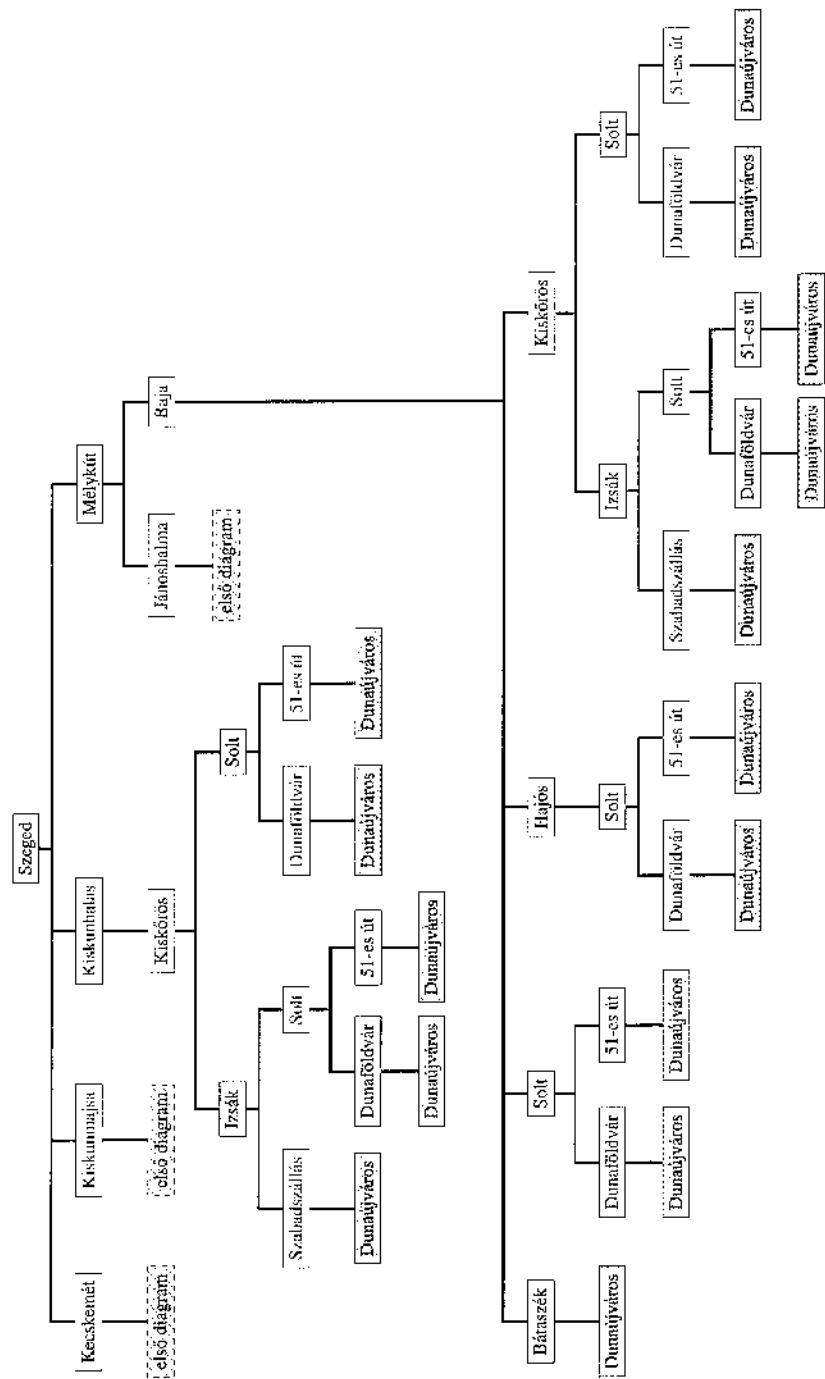 Szeged
Kecskemét
Kiskunmajsa
Kiskunhalas
Mélykút
első diagram
első diagram
Kiskőrös
Jánoshalma
Baja
Izsák
Solt
első diagram
Szabadszállás
Solt
Dunaföldvár
51-es út
Dunaújváros
Dunaföldvár
51-es út
Dunaújváros
Dunaújváros
Dunaújváros
Dunaújváros
Bátaszék
Solt
Hajós
Kiskőrös
Dunaújváros
Dunaföldvár
51-es út
Solt
Izsák
Solt
Dunaújváros
Dunaújváros
Dunaföldvár
51-es út
Szabadszállás
Solt
Dunaföldvár
51-es út
Dunaújváros
Dunaújváros
Dunaújváros
Dunaföldvár
51-es út
Dunaújváros
Dunaújváros
Dunaújváros
Dunaújváros